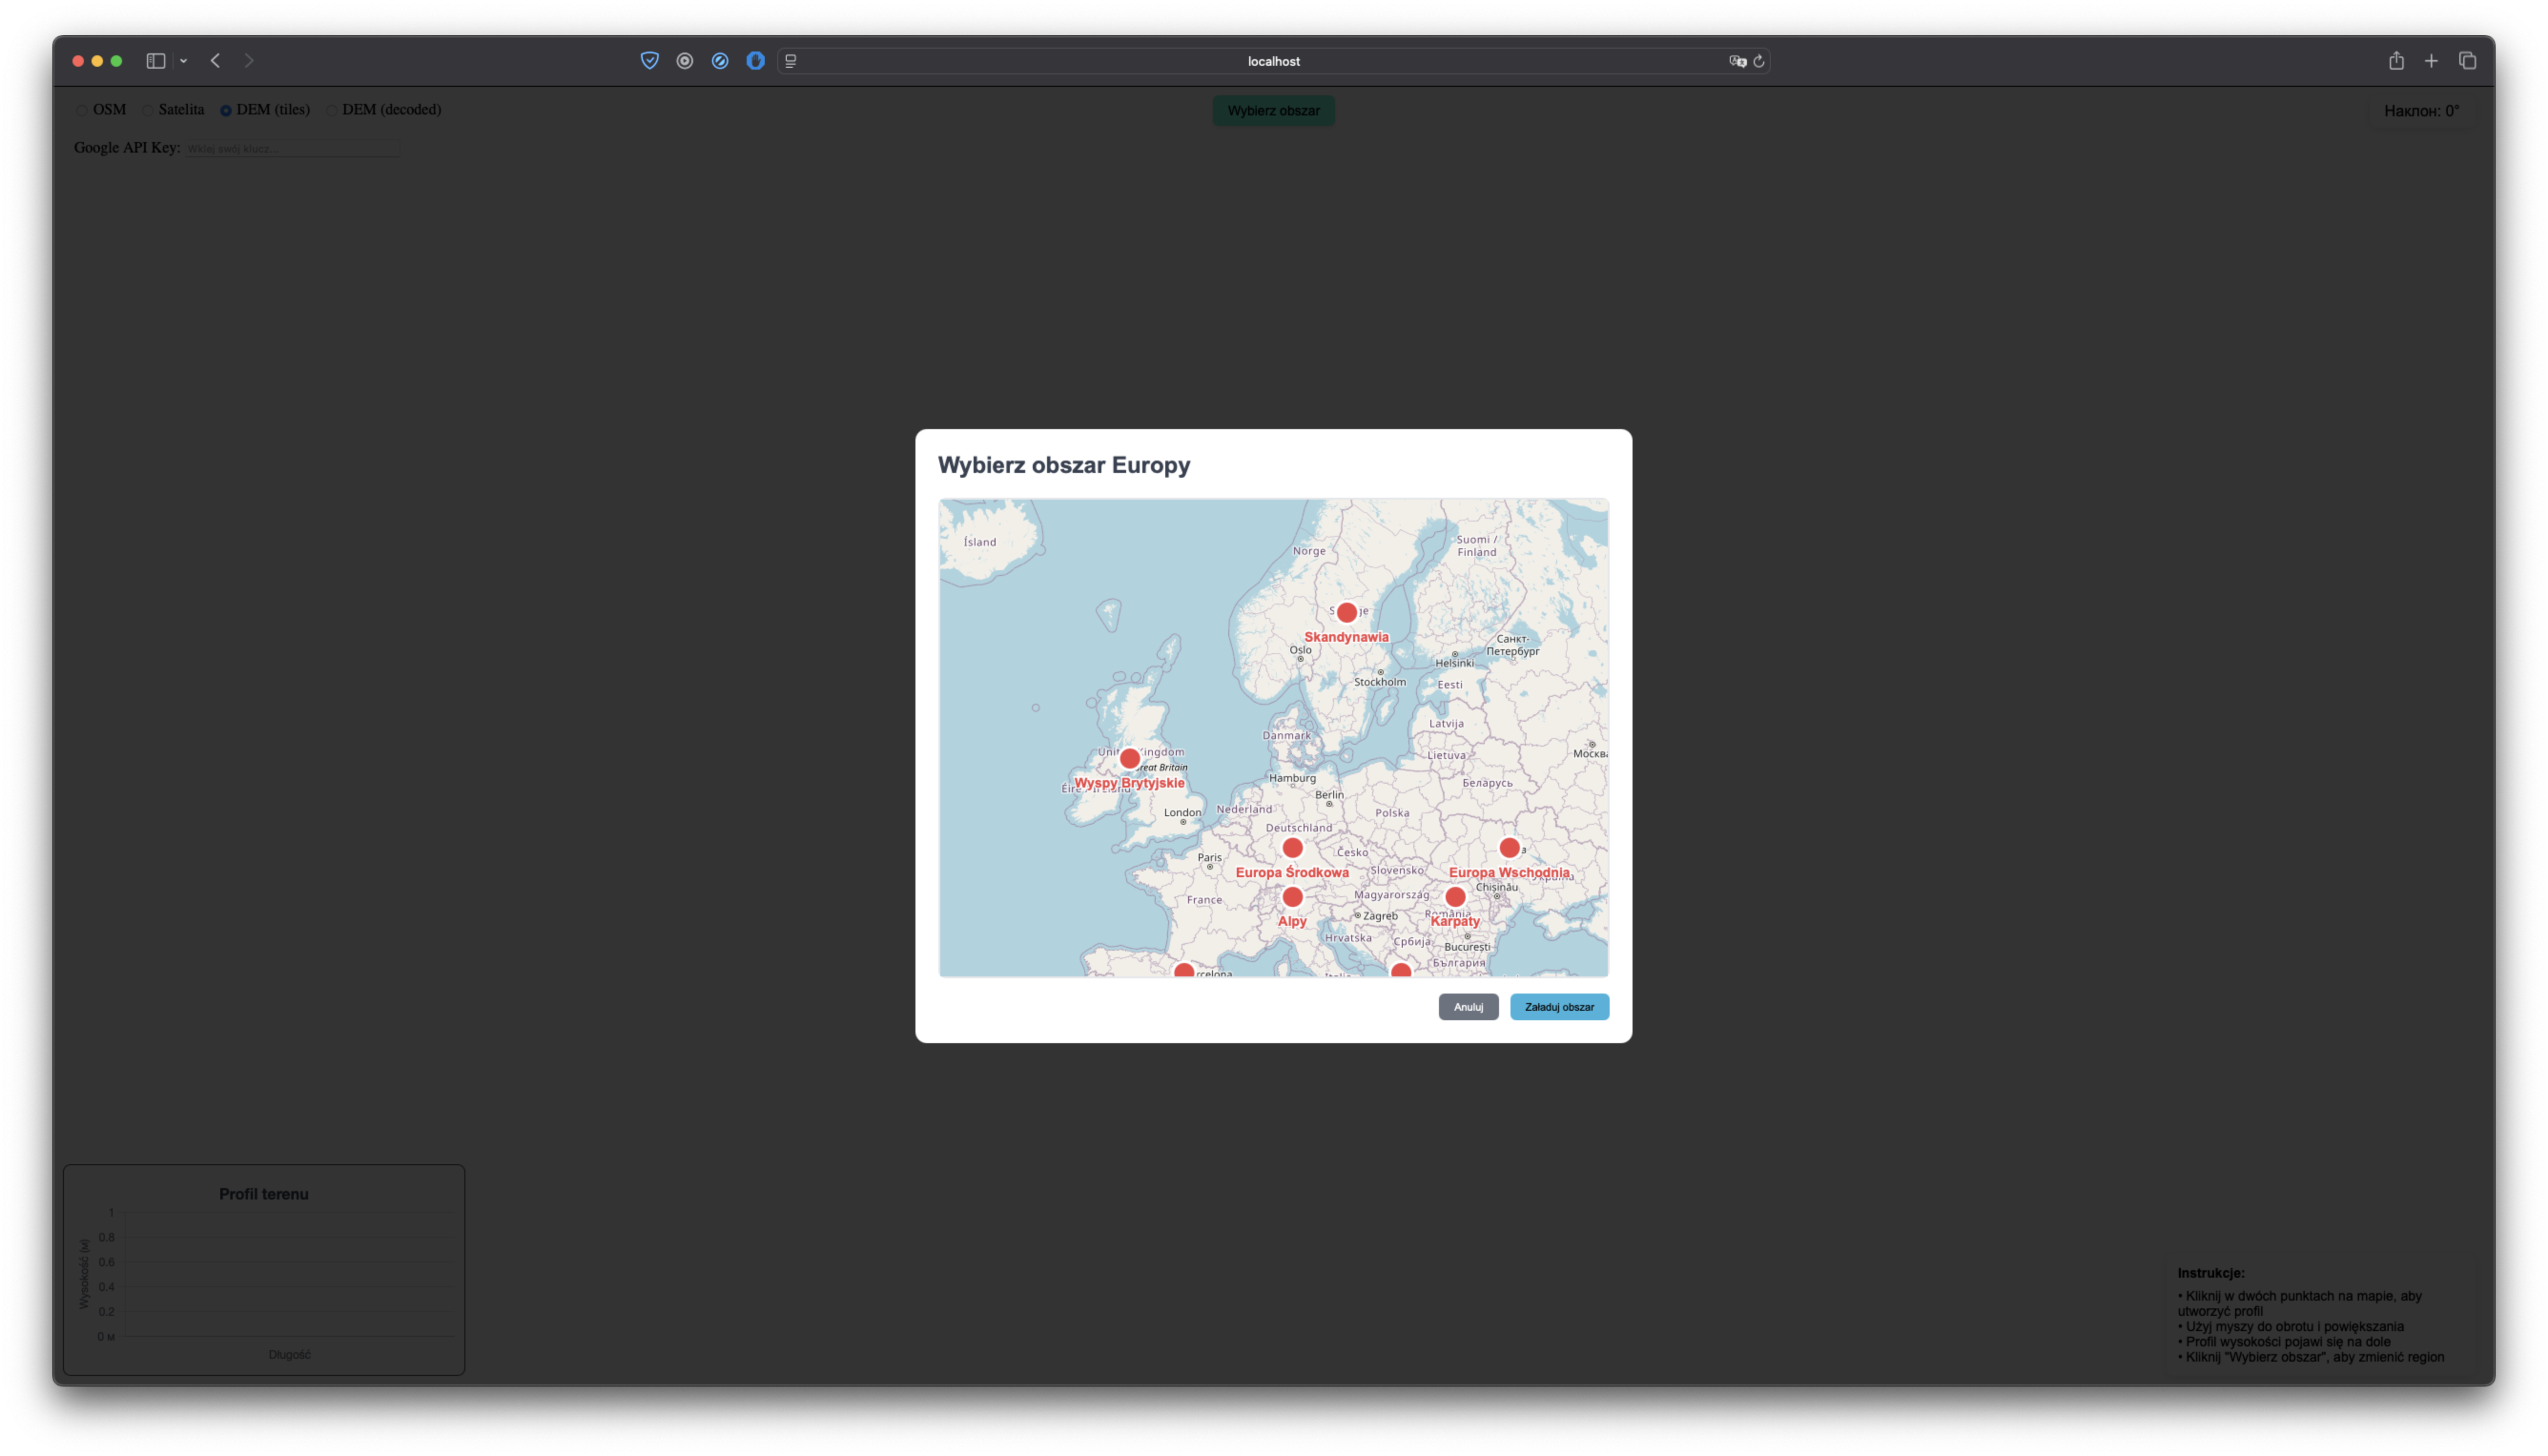 localhost
OSM Satelita DEM (tiles) DEM (decoded)
Wybierz obszar
Наклон: 0°
Google API Key: Wklej swój klucz...
Wybierz obszar Europy
Ísland
Norge
Suomi /
Finland
Skandynawia
Oslo
Санкт-
Петербург
Helsinki
Stockholm
Eesti
Latvija
Danmark
Lietuva
Москва
United Kingdom
Great Britain
Wyspy Brytyjskie
Hamburg
Беларусь
Berlin
London
Nederland
Polska
Deutschland
Paris
Česko
Europa Środkowa
Slovensko
Europa Wschodnia
Chișinău
France
Magyarország
România
Zagreb
Alpy
Karpaty
Hrvatska
Србија
București
България
Anuluj
Załaduj obszar
Profil terenu
1
0.8
0.6
0.4
0.2
0 м
Wysokość (м)
Długość
Instrukcje:
• Kliknij w dwóch punktach na mapie, aby
utworzyć profil
• Użyj myszy do obrotu i powiększania
• Profil wysokości pojawi się na dole
• Kliknij "Wybierz obszar", aby zmienić region